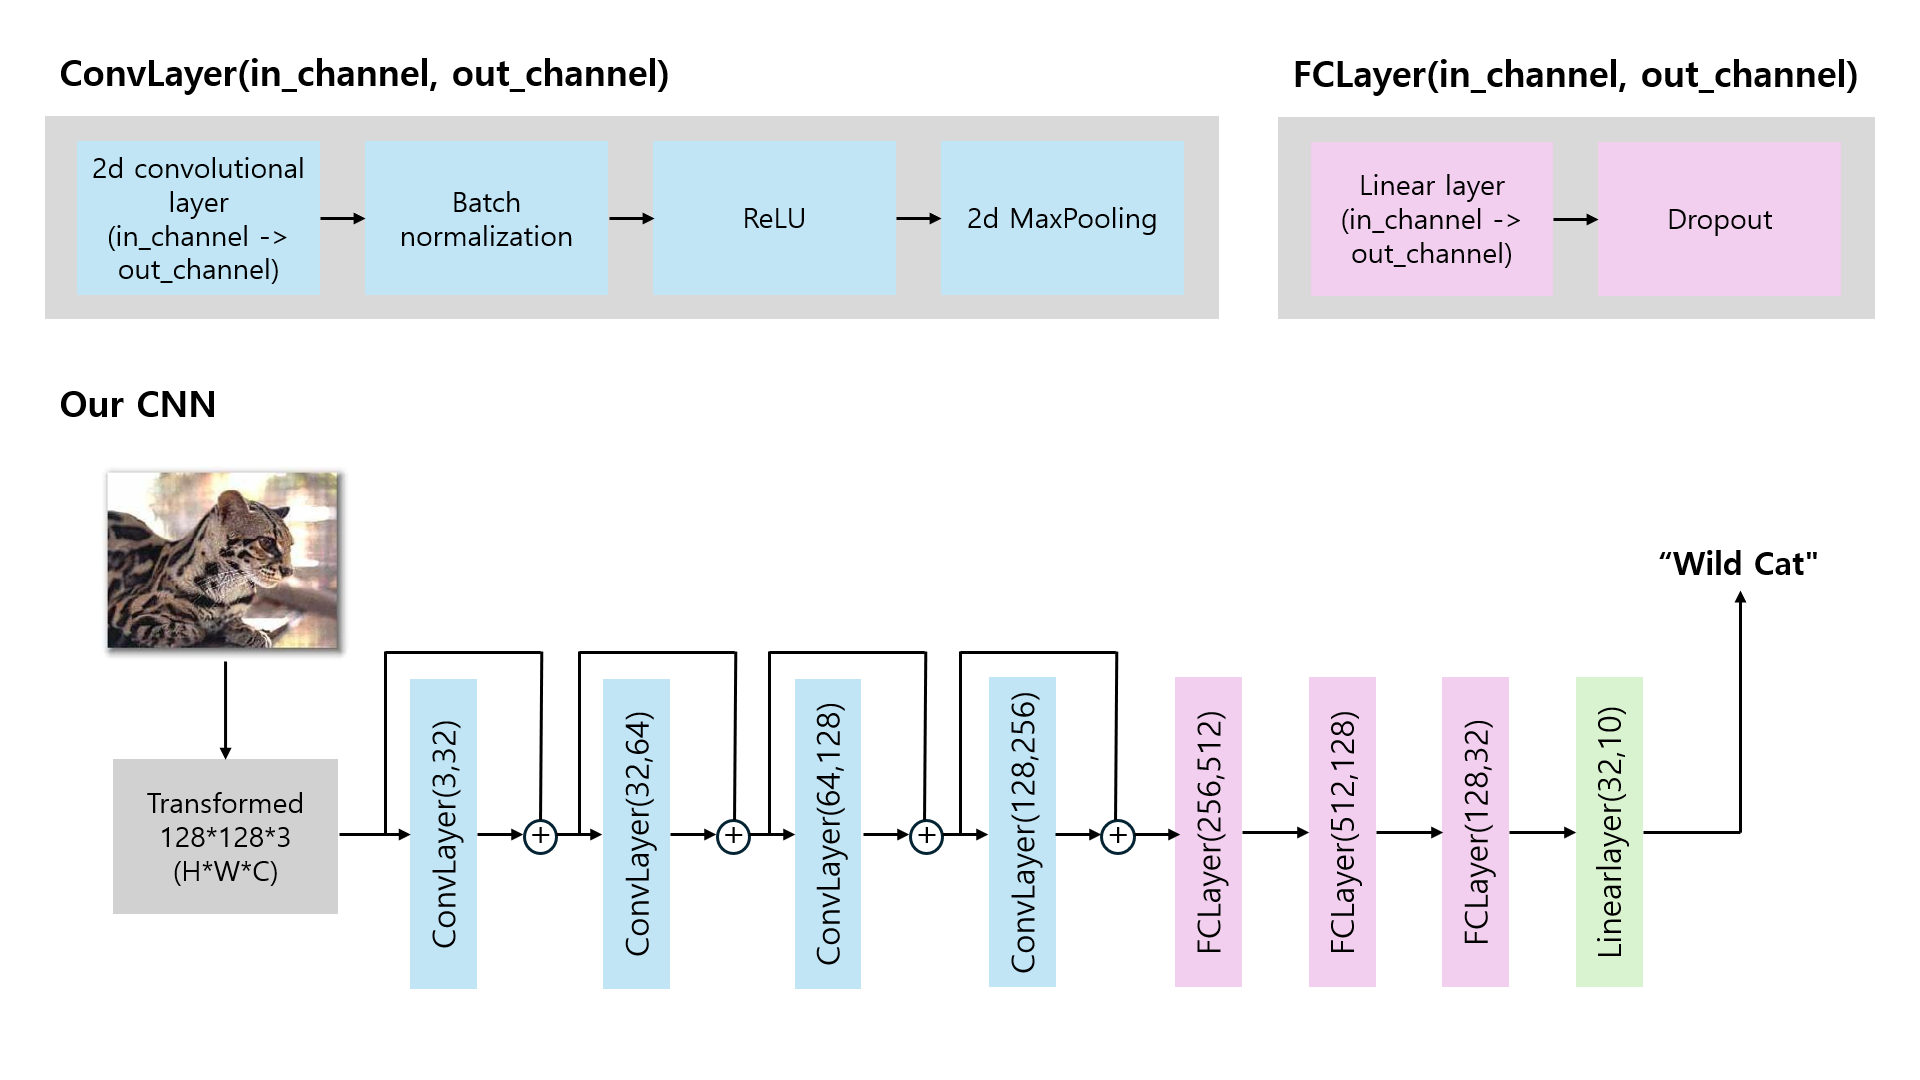 ConvLayer(in_channel, out_channel)
FCLayer(in_channel, out_channel)
2d convolutional
layer
(in_channel ->
out_channel)
Batch
normalization
ReLU
2d MaxPooling
Linear layer
(in_channel ->
out_channel)
Dropout
Our CNN
“Wild Cat"
Transformed
128*128*3
(H*W*C)
ConvLayer(3,32)
+
ConvLayer(32,64)
+
ConvLayer(64,128)
+
ConvLayer(128,256)
+
FCLayer(256,512)
FCLayer(512,128)
FCLayer(128,32)
Linearlayer(32,10)